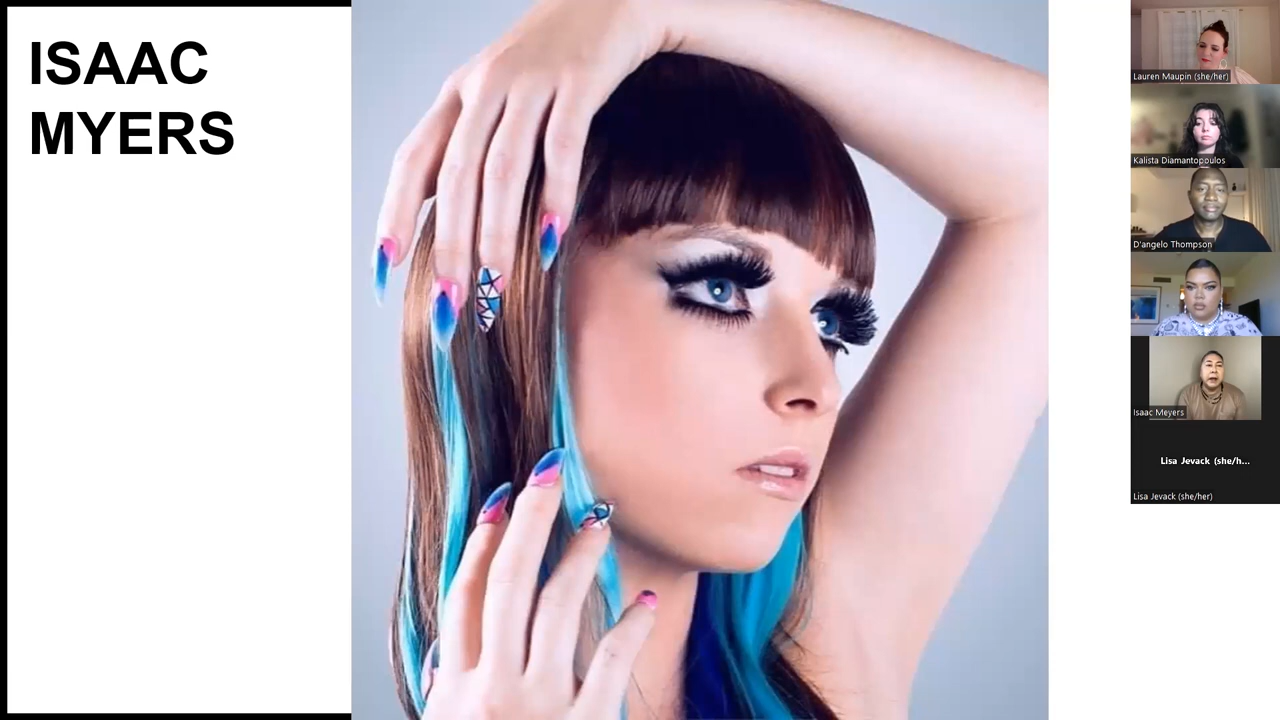 ISAAC
MYERS
Lauren Maupin (she/her)
Kalista Diamantopoulos
D'angelo Thompson
Isaac Meyers
Lisa Jevack (she/h...
Lisa Jevack (she/her)